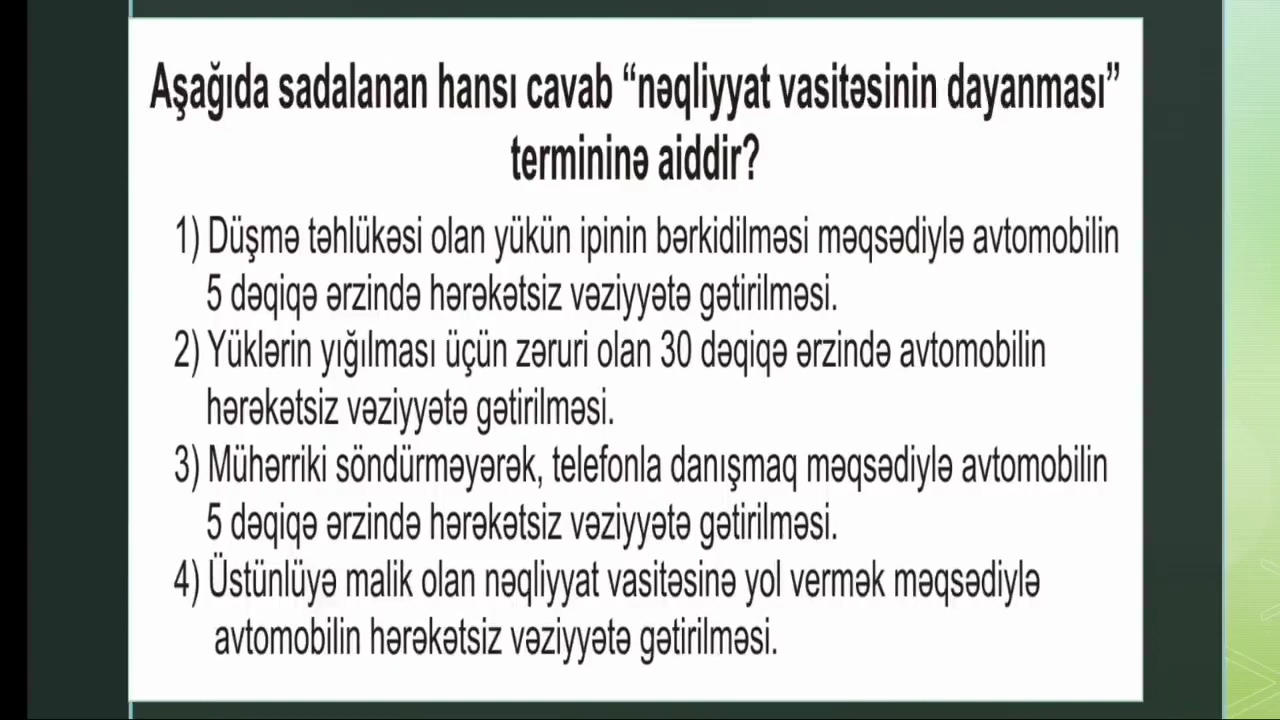 Aşağıda sadalanan hansı cavab “nəqliyyat vasitəsinin dayanması”
termininə aiddir?
1) Düşmə təhlükəsi olan yükün ipinin bərkidilməsi məqsədiylə avtomobilin
5 dəqiqə ərzində hərəkətsiz vəziyyətə gətirilməsi.
2) Yüklərin yığılması üçün zəruri olan 30 dəqiqə ərzində avtomobilin
hərəkətsiz vəziyyətə gətirilməsi.
3) Mühərriki söndürməyərək, telefonla danışmaq məqsədiylə avtomobilin
5 dəqiqə ərzində hərəkətsiz vəziyyətə gətirilməsi.
4) Üstünlüyə malik olan nəqliyyat vasitəsinə yol vermək məqsədiylə
avtomobilin hərəkətsiz vəziyyətə gətirilməsi.